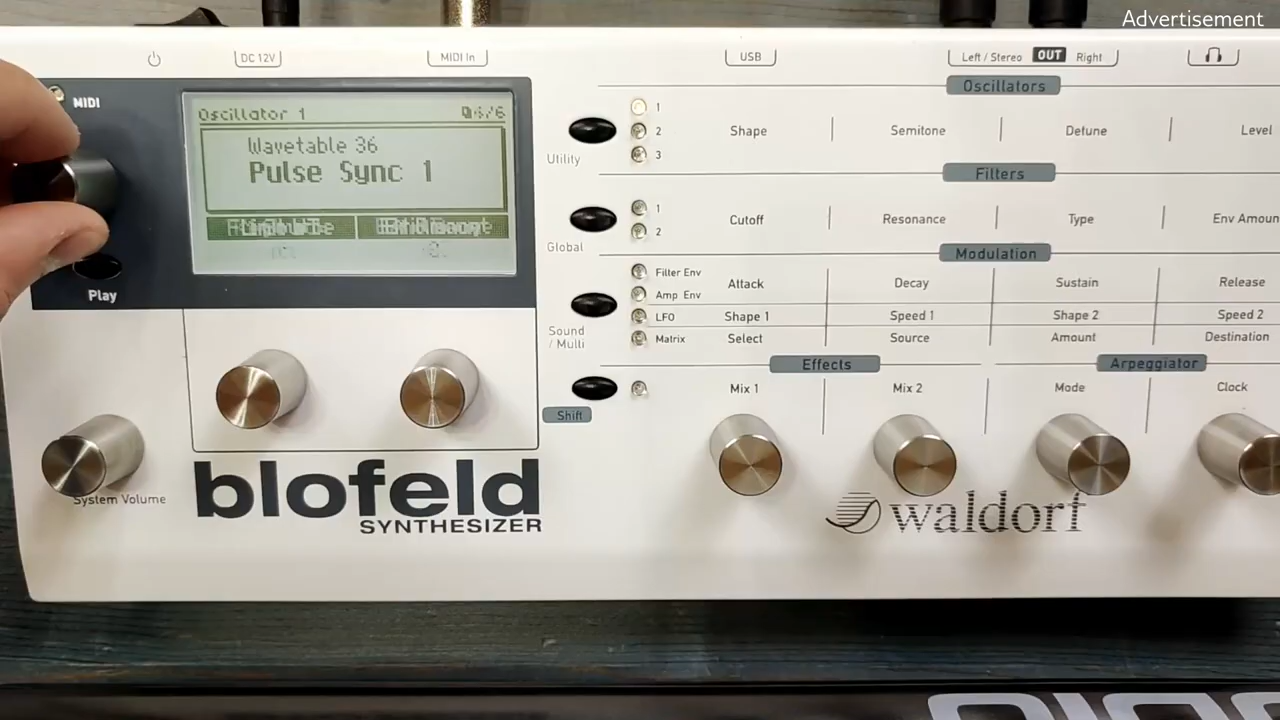 Advertisement
DC 12V
MIDI In
USB
Left / Stereo OUT Right
MIDI
Oscillator 1
6/6
Wavetable 36
Pulse Sync 1
Play
Oscillators
1
2
3
Utility
Shape
Semitone
Detune
Level
Filters
1
2
Global
Cutoff
Resonance
Type
Env Amoun
Modulation
Filter Env
Amp Env
LFO
Matrix
Sound
/ Multi
Attack
Decay
Sustain
Release
Shape 1
Speed 1
Shape 2
Speed 2
Select
Source
Amount
Destination
Effects
Arpeggiator
Shift
Mix 1
Mix 2
Mode
Clock
System Volume
blofeld
SYNTHESIZER
waldorf